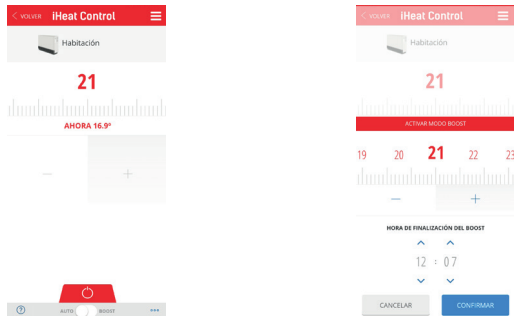 < VOLVER iHeat Control
Habitación
21
AHORA 16.9º
— +
? AUTO BOOST •••
< VOLVER iHeat Control
Habitación
21
ACTIVAR MODO BOOST
19 20 21 22 23
— +
HORA DE FINALIZACIÓN DEL BOOST
12 : 07
CANCELAR CONFIRMAR